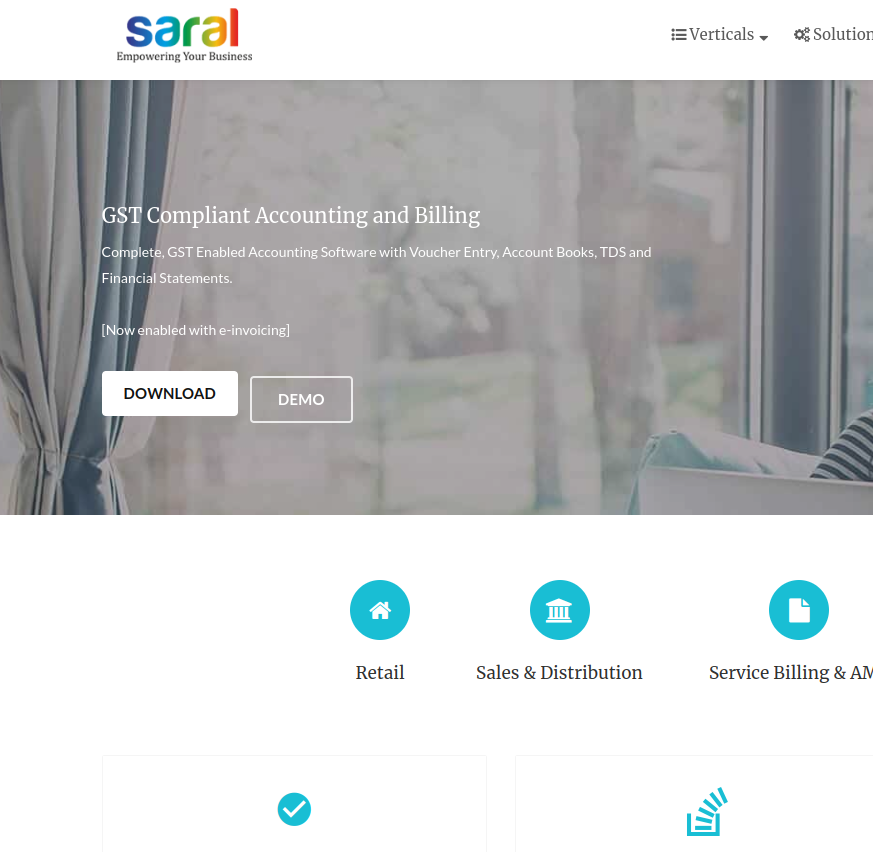 saral
Empowering Your Business
Verticals
Solution
GST Compliant Accounting and Billing
Complete, GST Enabled Accounting Software with Voucher Entry, Account Books, TDS and
Financial Statements.
[Now enabled with e-invoicing]
DOWNLOAD
DEMO
Retail
Sales & Distribution
Service Billing & AM